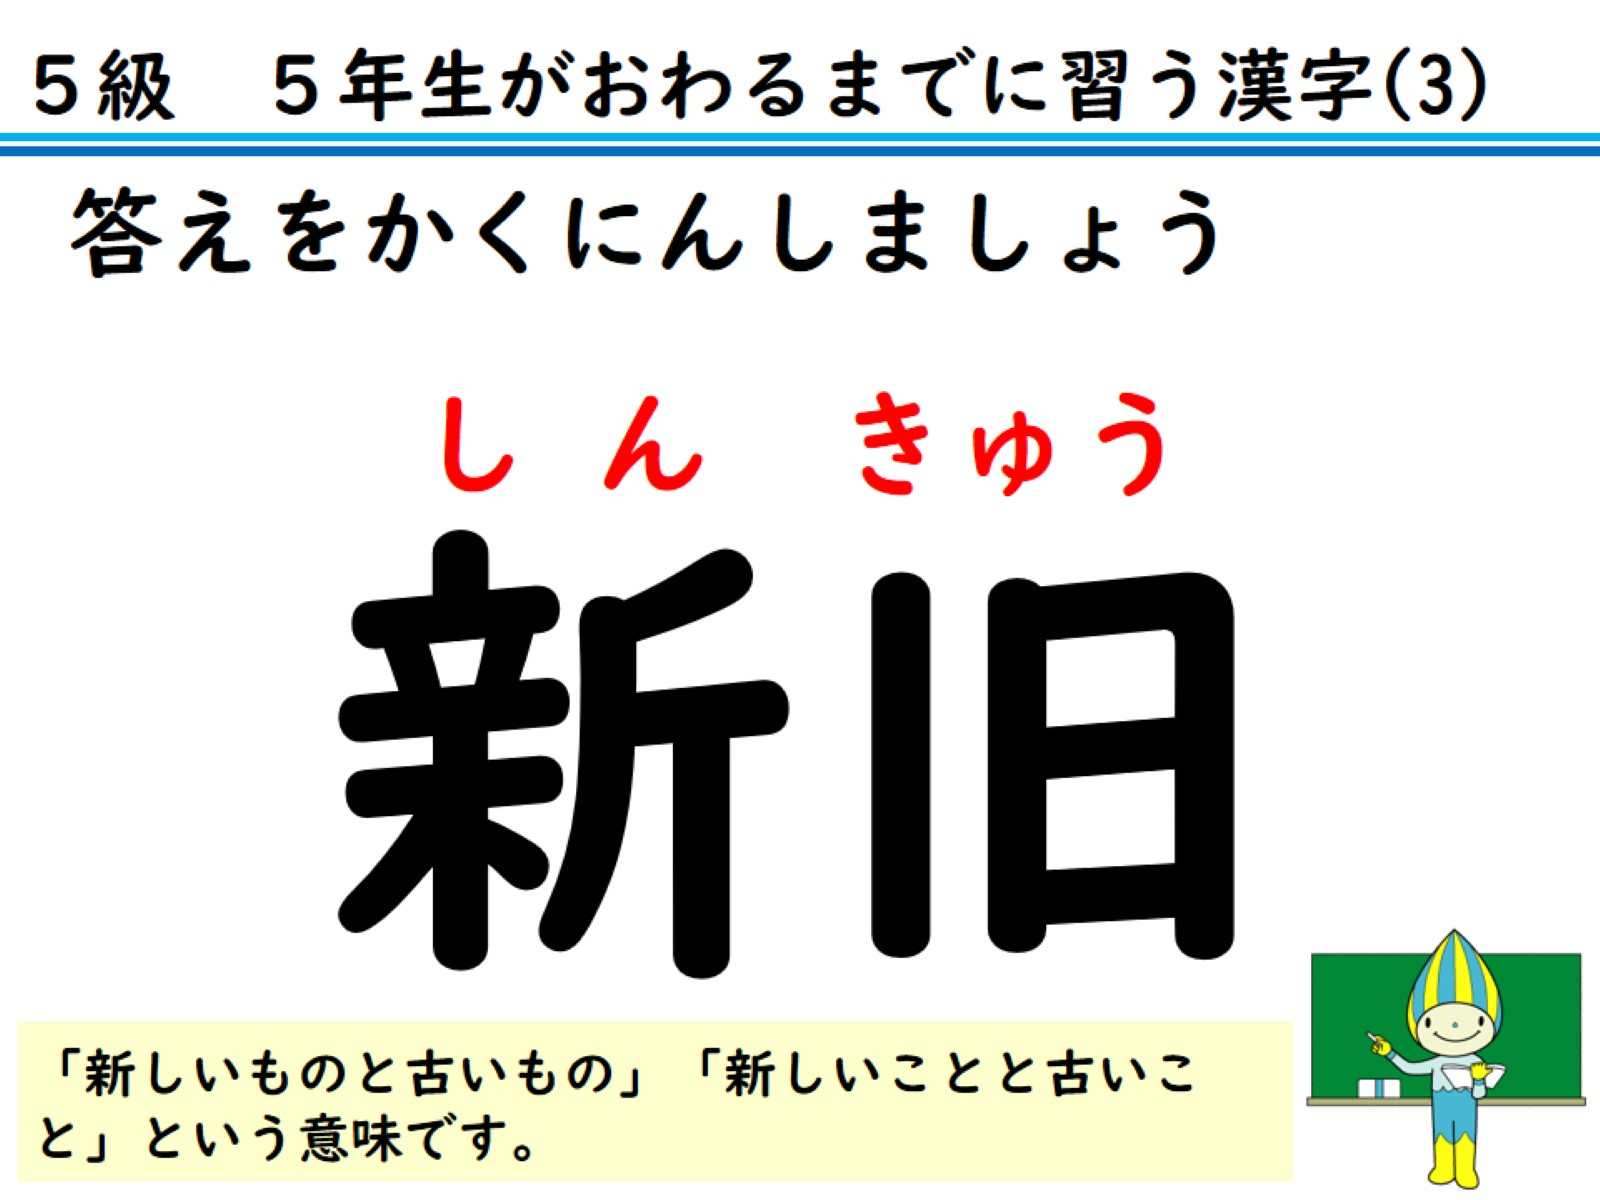 ５級　５年生がおわるまでに習う漢字(3)
答えをかくにんしましょう
しん　きゅう
新旧
「新しいものと古いもの」「新しいことと古いこ
と」という意味です。